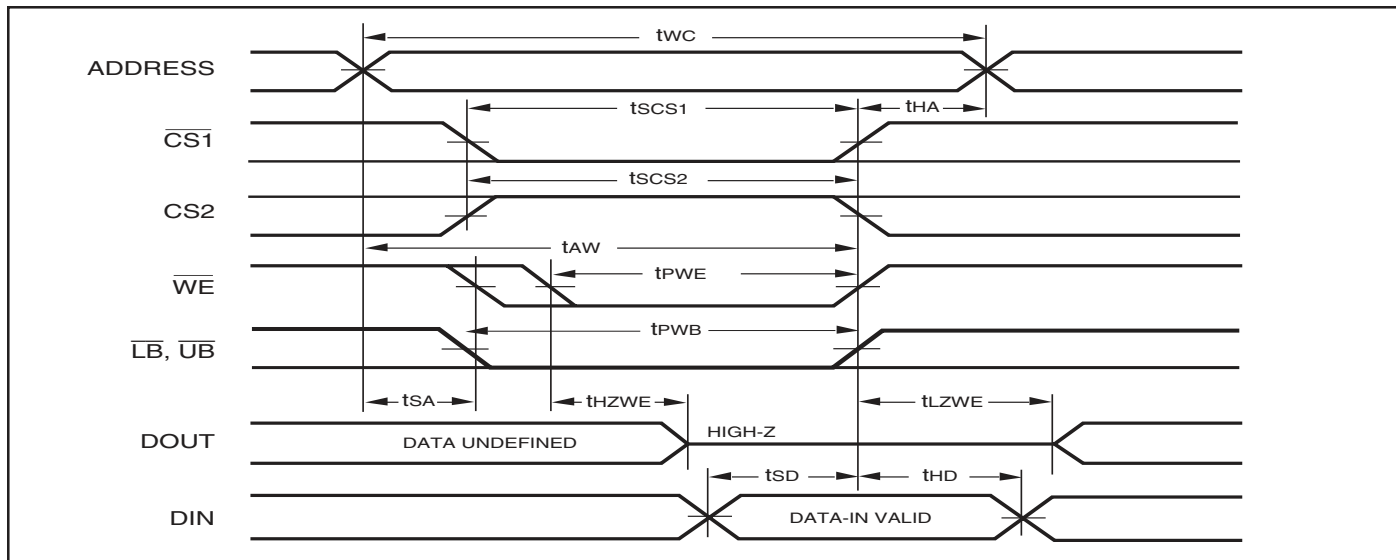 tWC
ADDRESS
tSCS1
tHA
CS1
tSCS2
CS2
tAW
WE
tPWE
LB, UB
tPWB
tSA
tHZWE
tLZWE
DOUT
DATA UNDEFINED
HIGH-Z
tSD
tHD
DIN
DATA-IN VALID